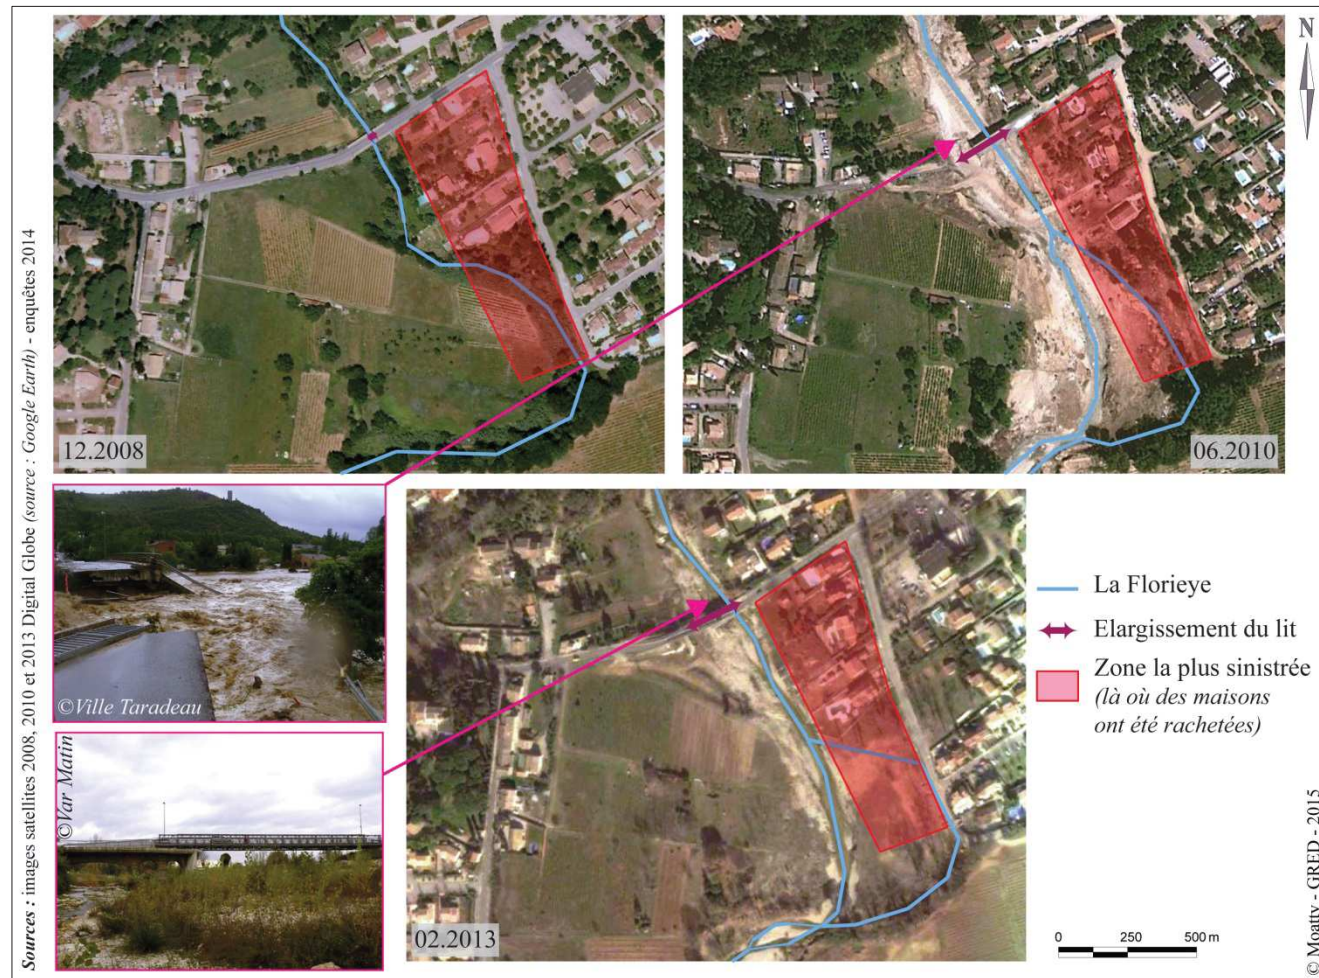 Sources : images satellites 2008, 2010 et 2013 Digital Globe (source : Google Earth) - enquêtes 2014
12.2008
06.2010
N
©Ville Taradeau
©Var Matin
02.2013
La Florieye
Elargissement du lit
Zone la plus sinistrée
(là où des maisons
ont été rachetées)
0 250 500 m
© Moatty - GRED - 2015